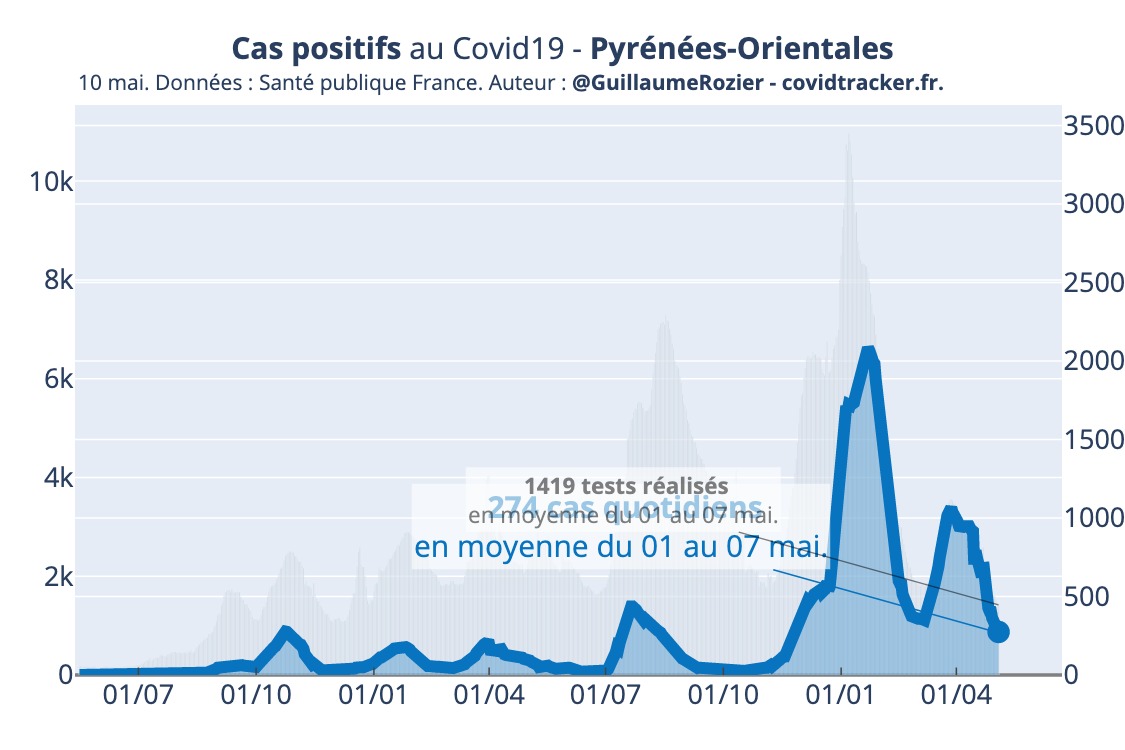 Cas positifs au Covid19 - Pyrénées-Orientales
10 mai. Données : Santé publique France. Auteur : @GuillaumeRozier - covidtracker.fr.
3500
10k
3000
8k
2500
2000
6k
1500
4k
1419 tests réalisés
274 cas quotidiens
en moyenne du 01 au 07 mai.
1000
en moyenne du 01 au 07 mai.
2k
500
0
0
01/07 01/10 01/01 01/04 01/07 01/10 01/01 01/04